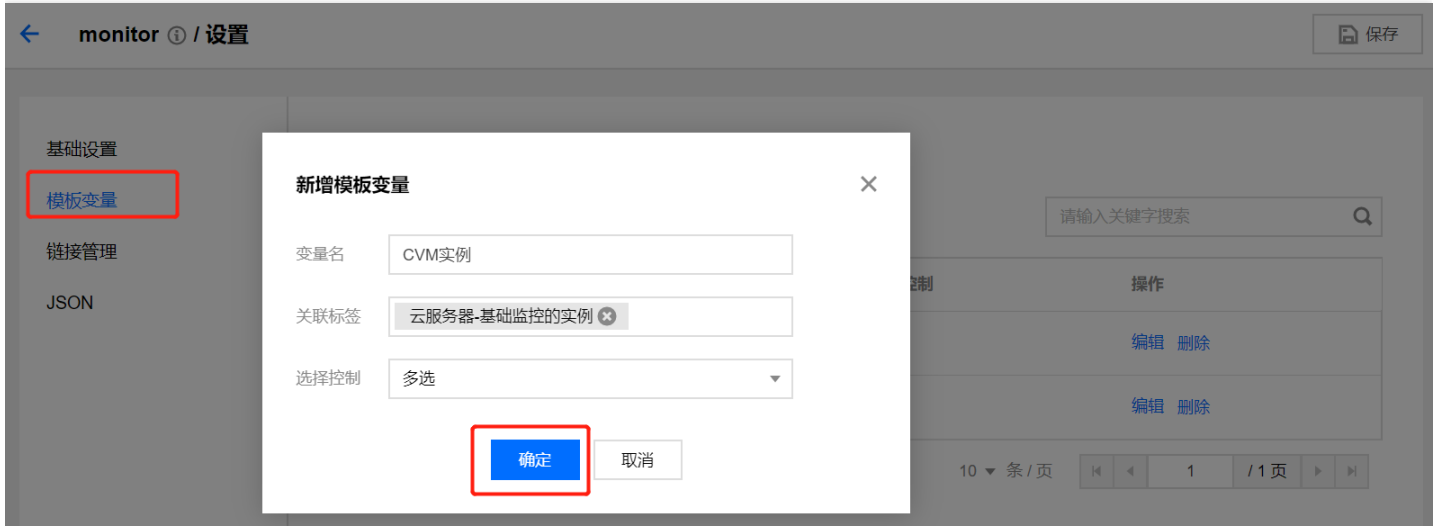 monitor / 设置
保存
基础设置
模板变量
链接管理
JSON
新增模板变量
变量名 CVM实例
关联标签 云服务器-基础监控的实例
选择控制 多选
确定 取消
请输入关键字搜索
控制 操作
编辑 删除
编辑 删除
10 条 / 页 1 / 1 页